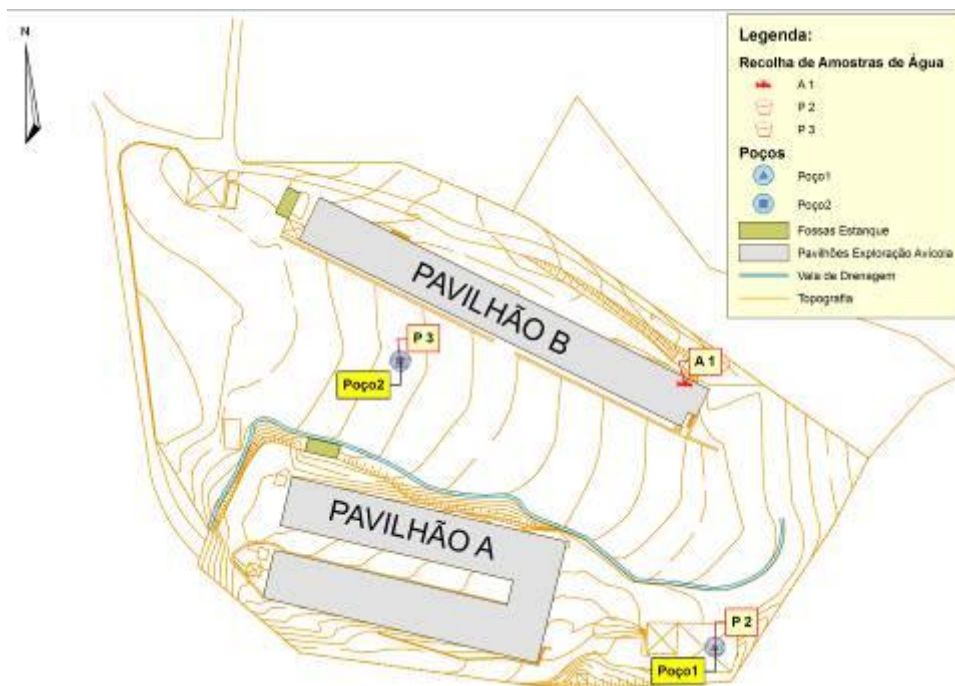 N
Legenda:
Recolha de Amostras de Água
A 1
P 2
P 3
Poços
Poço1
Poço2
Fossas Estanque
Pavilhões Exploração Avícola
Vala de Drenagem
Topografia
PAVILHÃO B
P 3
A 1
Poço2
PAVILHÃO A
P 2
Poço1